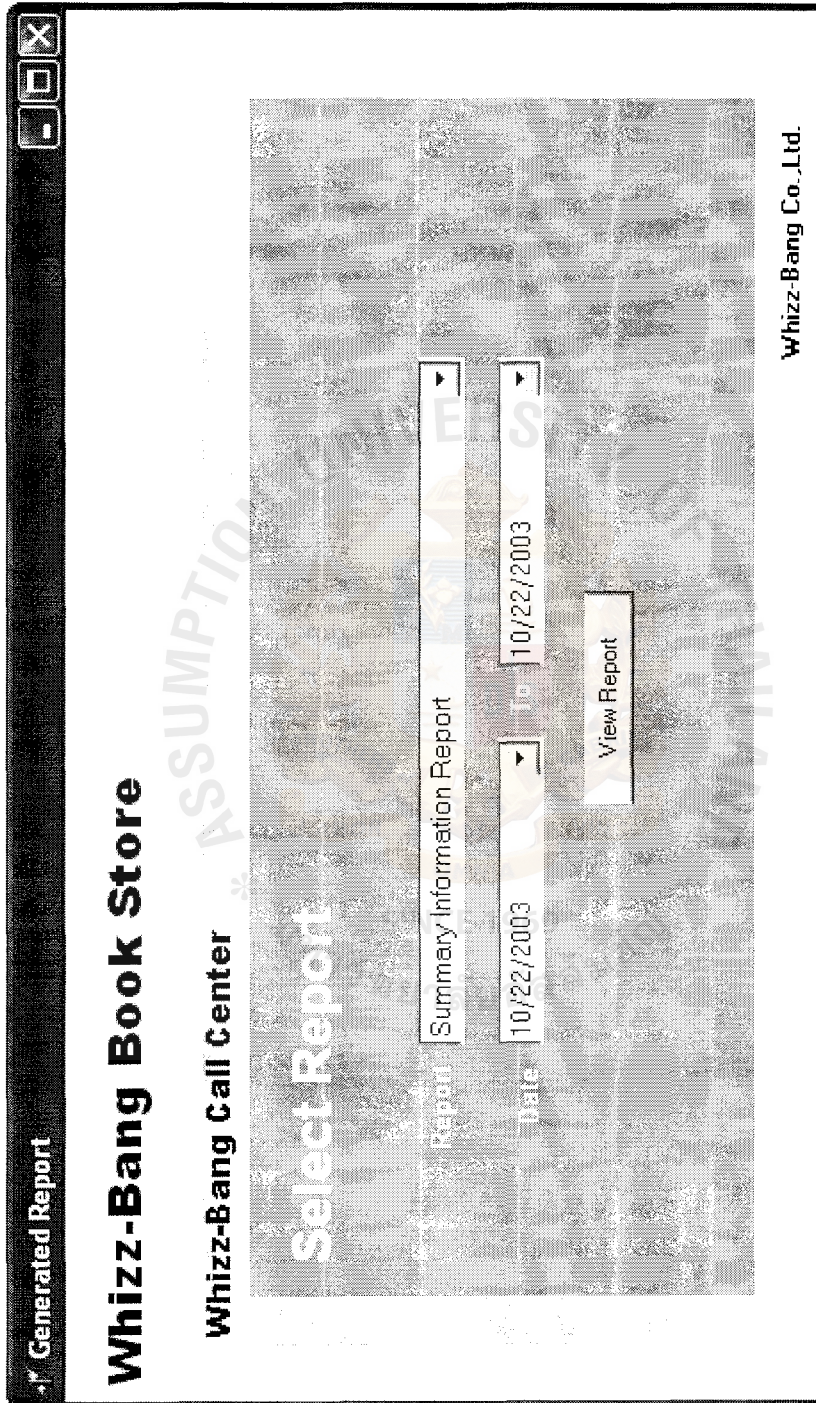 Generated Report
Whizz-Bang Book Store
Whizz-Bang Call Center
Select Report
Report Summary Information Report
Date 10/22/2003 To 10/22/2003
View Report
Whizz-Bang Co.,Ltd.